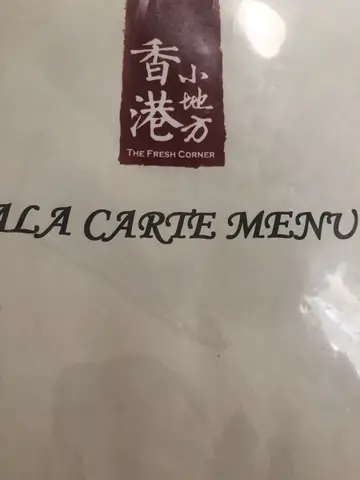 香港
小地方
THE FRESH CORNER
ALA CARTE MENU